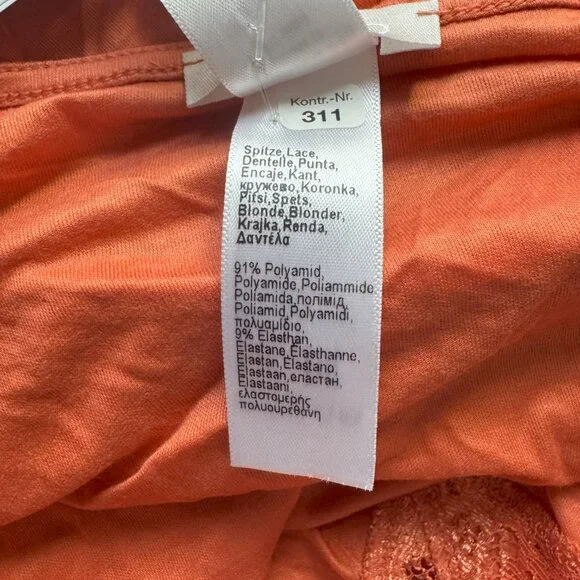 Kontr.-Nr.
311
Spitze,Lace,
Dentelle,Punta,
Encaje,Kant,
кружево,Koronka,
Pitsi,Spets,
Blonde,Blonder,
Krajka,Renda,
Δαντέλα
91% Polyamid,
Polyamide,Poliammide
Poliamida,полімід,
Poliamid,Polyamidi,
πολυαμίδιο,
9% Elasthan,
Elastane,Elasthanne,
Elastan,Elastano,
Elastaan,еластан,
Elastaani,
ελαστομερής
πολυουρεθάνη